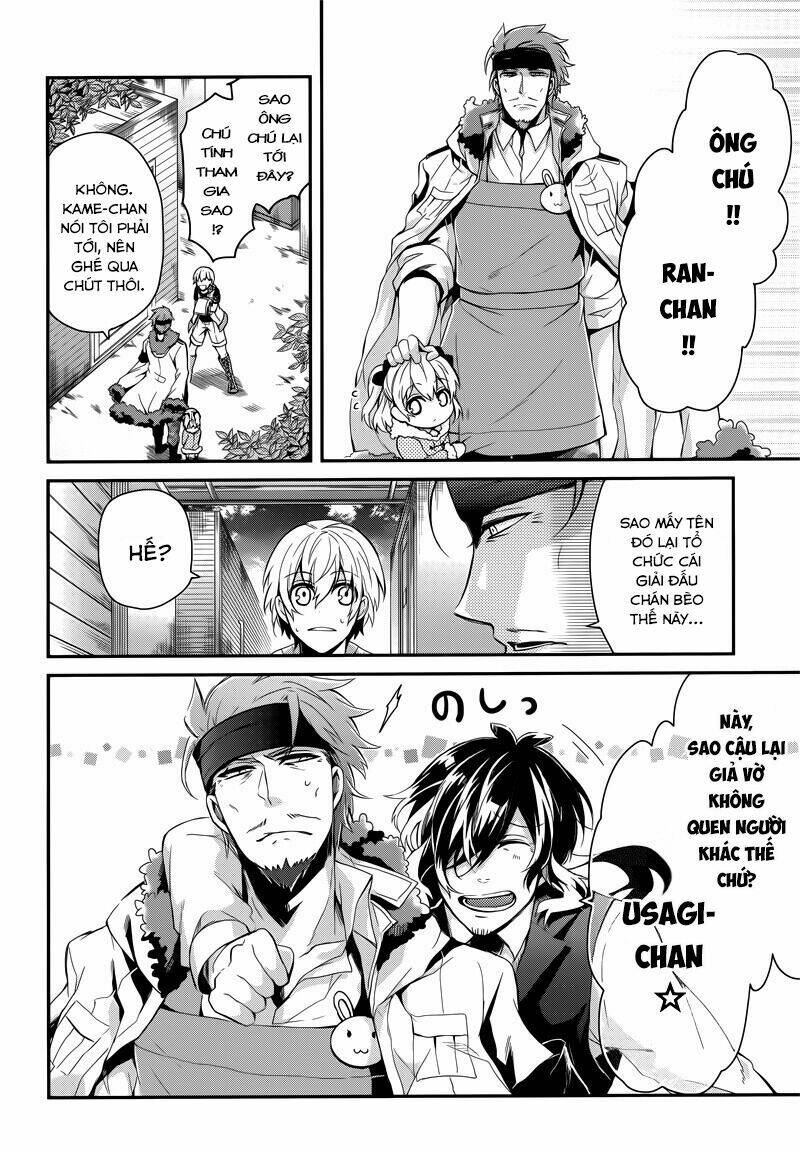 ÔNG
CHÚ
!!
RAN-
CHAN
!!
SAO
ÔNG
CHÚ LẠI
TỚI
ĐÂY?
CHÚ
TÍNH
THAM
GIA
SAO
!?
KHÔNG.
KAME-CHAN
NÓI TÔI PHẢI
TỚI, NÊN
GHÉ QUA
CHÚT THÔI.
SAO MẤY TÊN
ĐÓ LẠI TỔ
CHỨC CÁI
GIẢI ĐẤU
CHÁN BÈO
THẾ NÀY...
HẾ?
のしっ
NÀY,
SAO CẬU LẠI
GIẢ VỜ
KHÔNG
QUEN NGƯỜI
KHÁC THẾ
CHỨ?
USAGI-
CHAN
☆